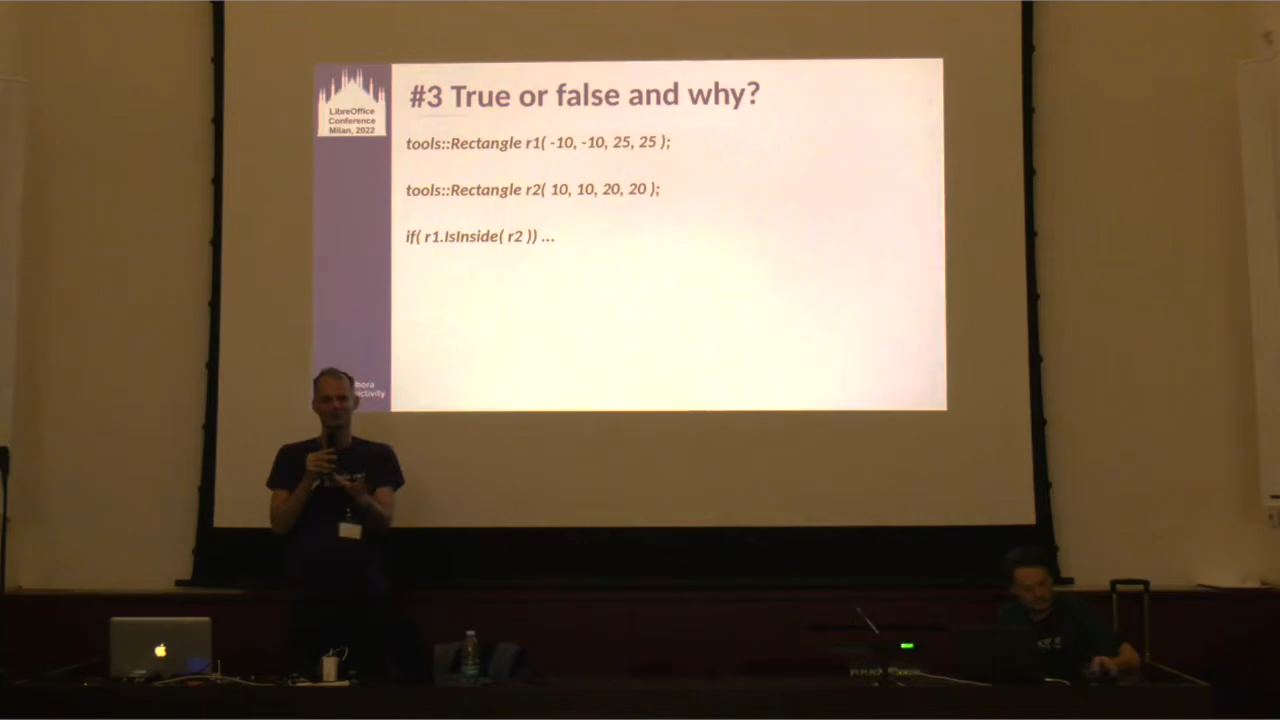 LibreOffice
Conference
Milan, 2022
#3 True or false and why?
tools::Rectangle r1( -10, -10, 25, 25 );
tools::Rectangle r2( 10, 10, 20, 20 );
if( r1.IsInside( r2 )) ...